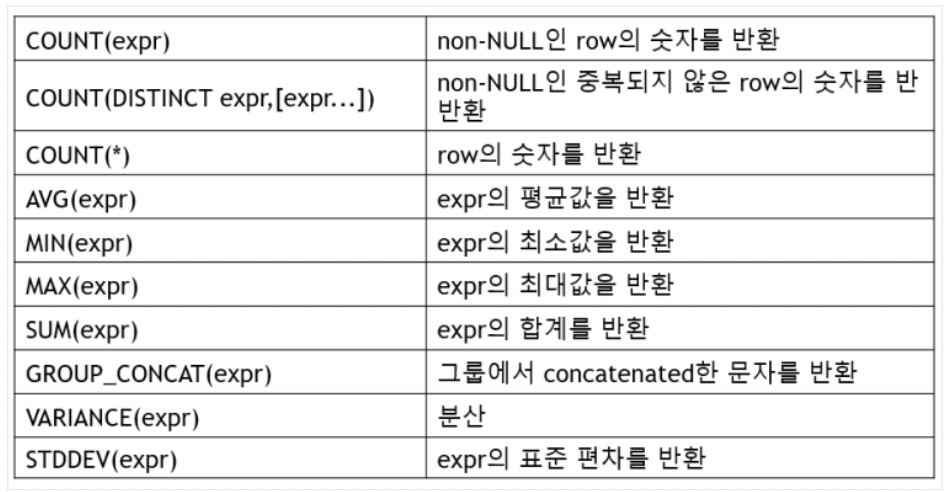 COUNT(expr) non-NULL인 row의 숫자를 반환
COUNT(DISTINCT expr,[expr...]) non-NULL인 중복되지 않은 row의 숫자를 반
반환
COUNT(*) row의 숫자를 반환
AVG(expr) expr의 평균값을 반환
MIN(expr) expr의 최소값을 반환
MAX(expr) expr의 최대값을 반환
SUM(expr) expr의 합계를 반환
GROUP_CONCAT(expr) 그룹에서 concatenated한 문자를 반환
VARIANCE(expr) 분산
STDDEV(expr) expr의 표준 편차를 반환